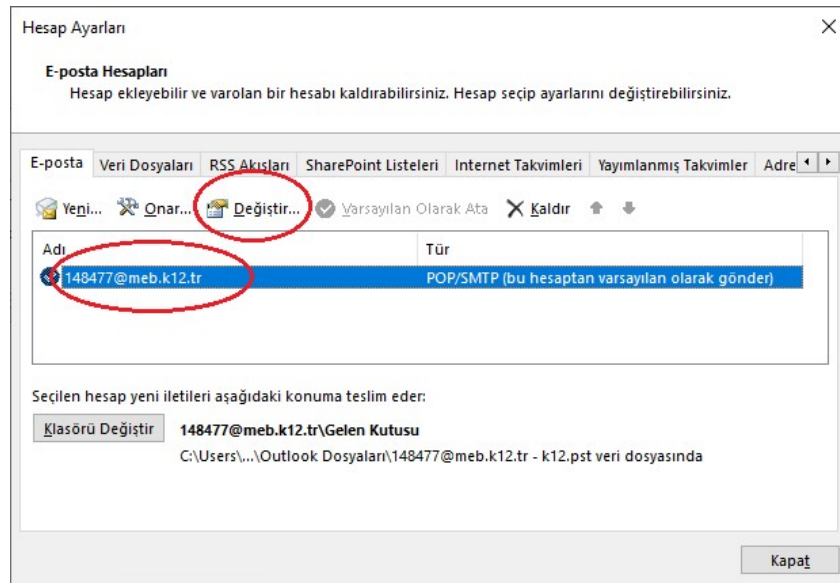 Hesap Ayarları
E-posta Hesapları
Hesap ekleyebilir ve varolan bir hesabı kaldırabilirsiniz. Hesap seçip ayarlarını değiştirebilirsiniz.
E-posta Veri Dosyaları RSS Akışları SharePoint Listeleri Internet Takvimleri Yayımlanmış Takvimler Adre
Yeni... Onar... Değiştir... Varsayılan Olarak Ata Kaldır
Adı Tür
148477@meb.k12.tr POP/SMTP (bu hesaptan varsayılan olarak gönder)
Seçilen hesap yeni iletileri aşağıdaki konuma teslim eder:
Klasörü Değiştir 148477@meb.k12.tr\Gelen Kutusu
C:\Users\...\Outlook Dosyaları\148477@meb.k12.tr - k12.pst veri dosyasında
Kapat